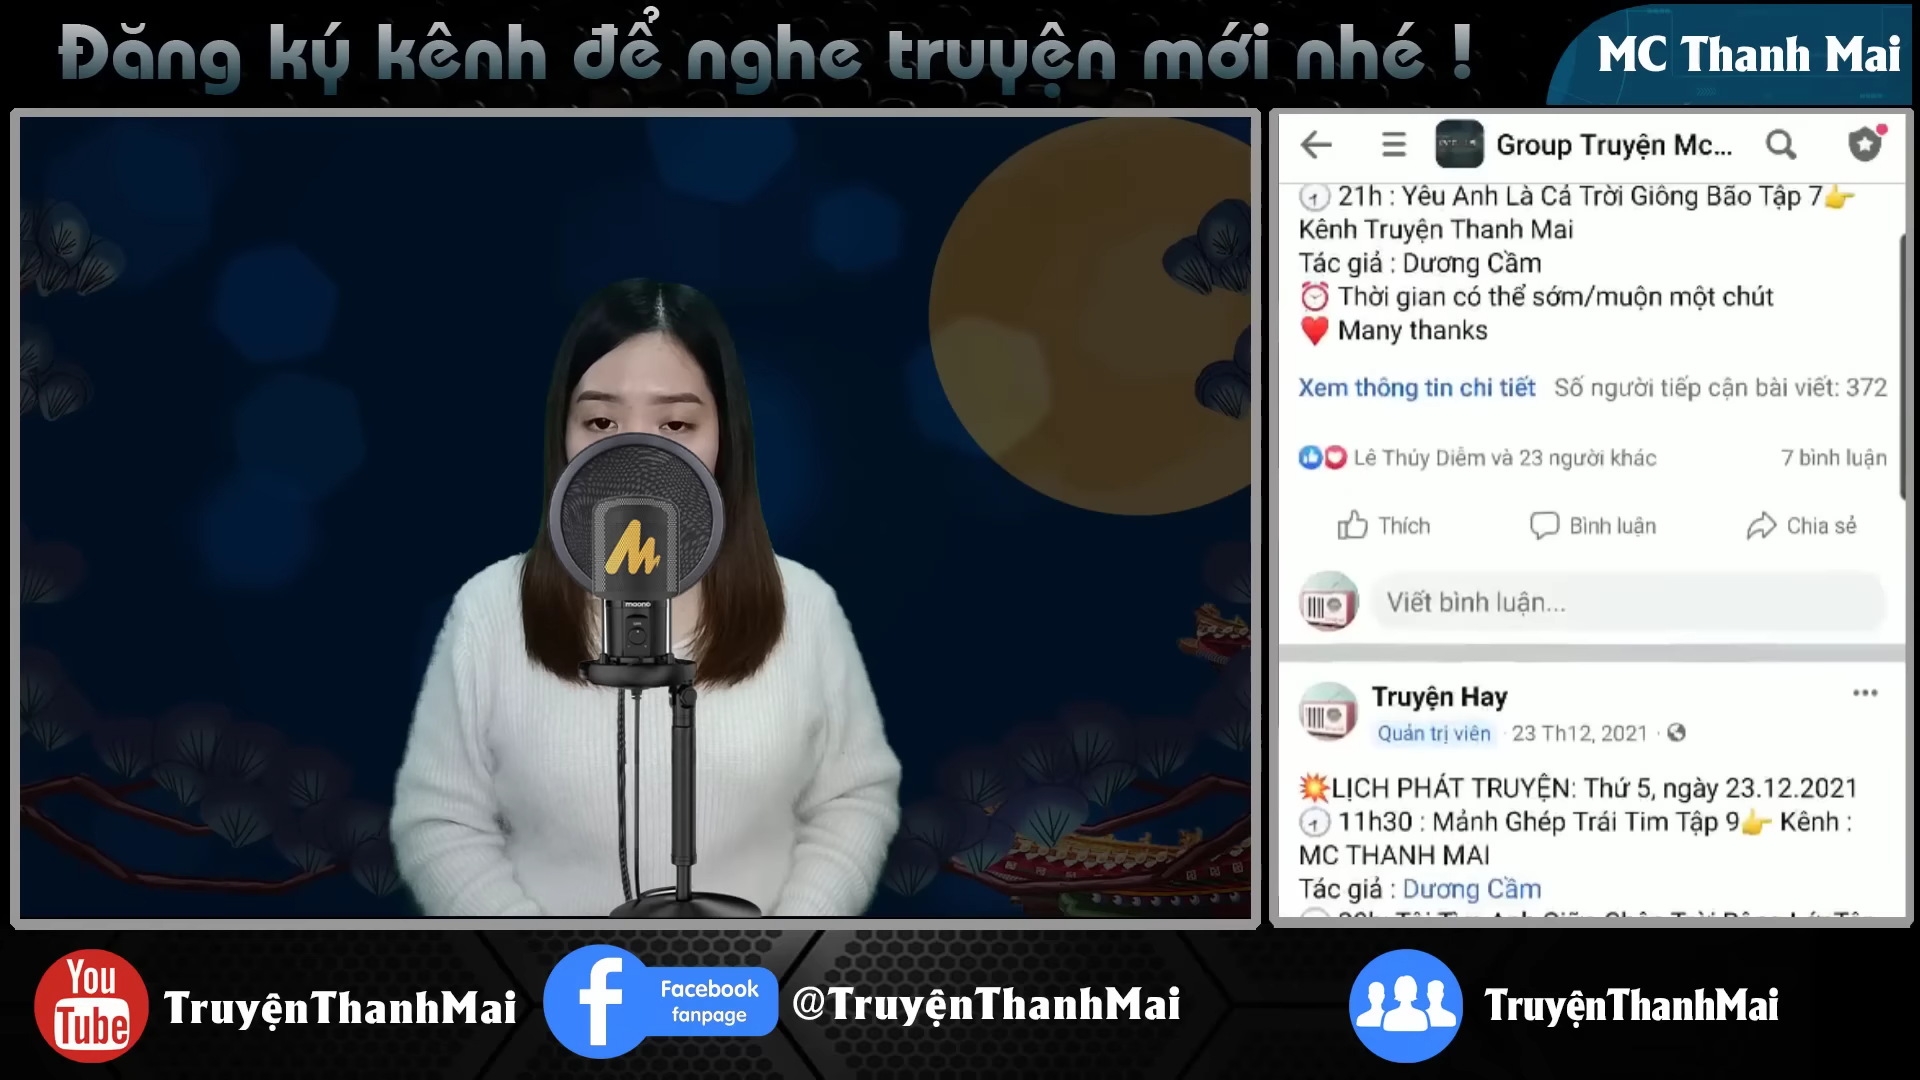 Đăng ký kênh để nghe truyện mới nhé !
MC Thanh Mai
Group Truyện Mc...
21h : Yêu Anh Là Cả Trời Giông Bão Tập 7👉
Kênh Truyện Thanh Mai
Tác giả : Dương Cầm
⏰ Thời gian có thể sớm/muộn một chút
❤️ Many thanks
Xem thông tin chi tiết Số người tiếp cận bài viết: 372
Lê Thúy Diễm và 23 người khác 7 bình luận
Thích Bình luận Chia sẻ
Viết bình luận...
Truyện Hay
Quản trị viên · 23 Th12, 2021 ·
💥LỊCH PHÁT TRUYỆN: Thứ 5, ngày 23.12.2021
11h30 : Mảnh Ghép Trái Tim Tập 9👉 Kênh :
MC THANH MAI
Tác giả : Dương Cầm
maono
You
Tube
TruyệnThanhMai
Facebook
fanpage
@TruyệnThanhMai
TruyệnThanhMai